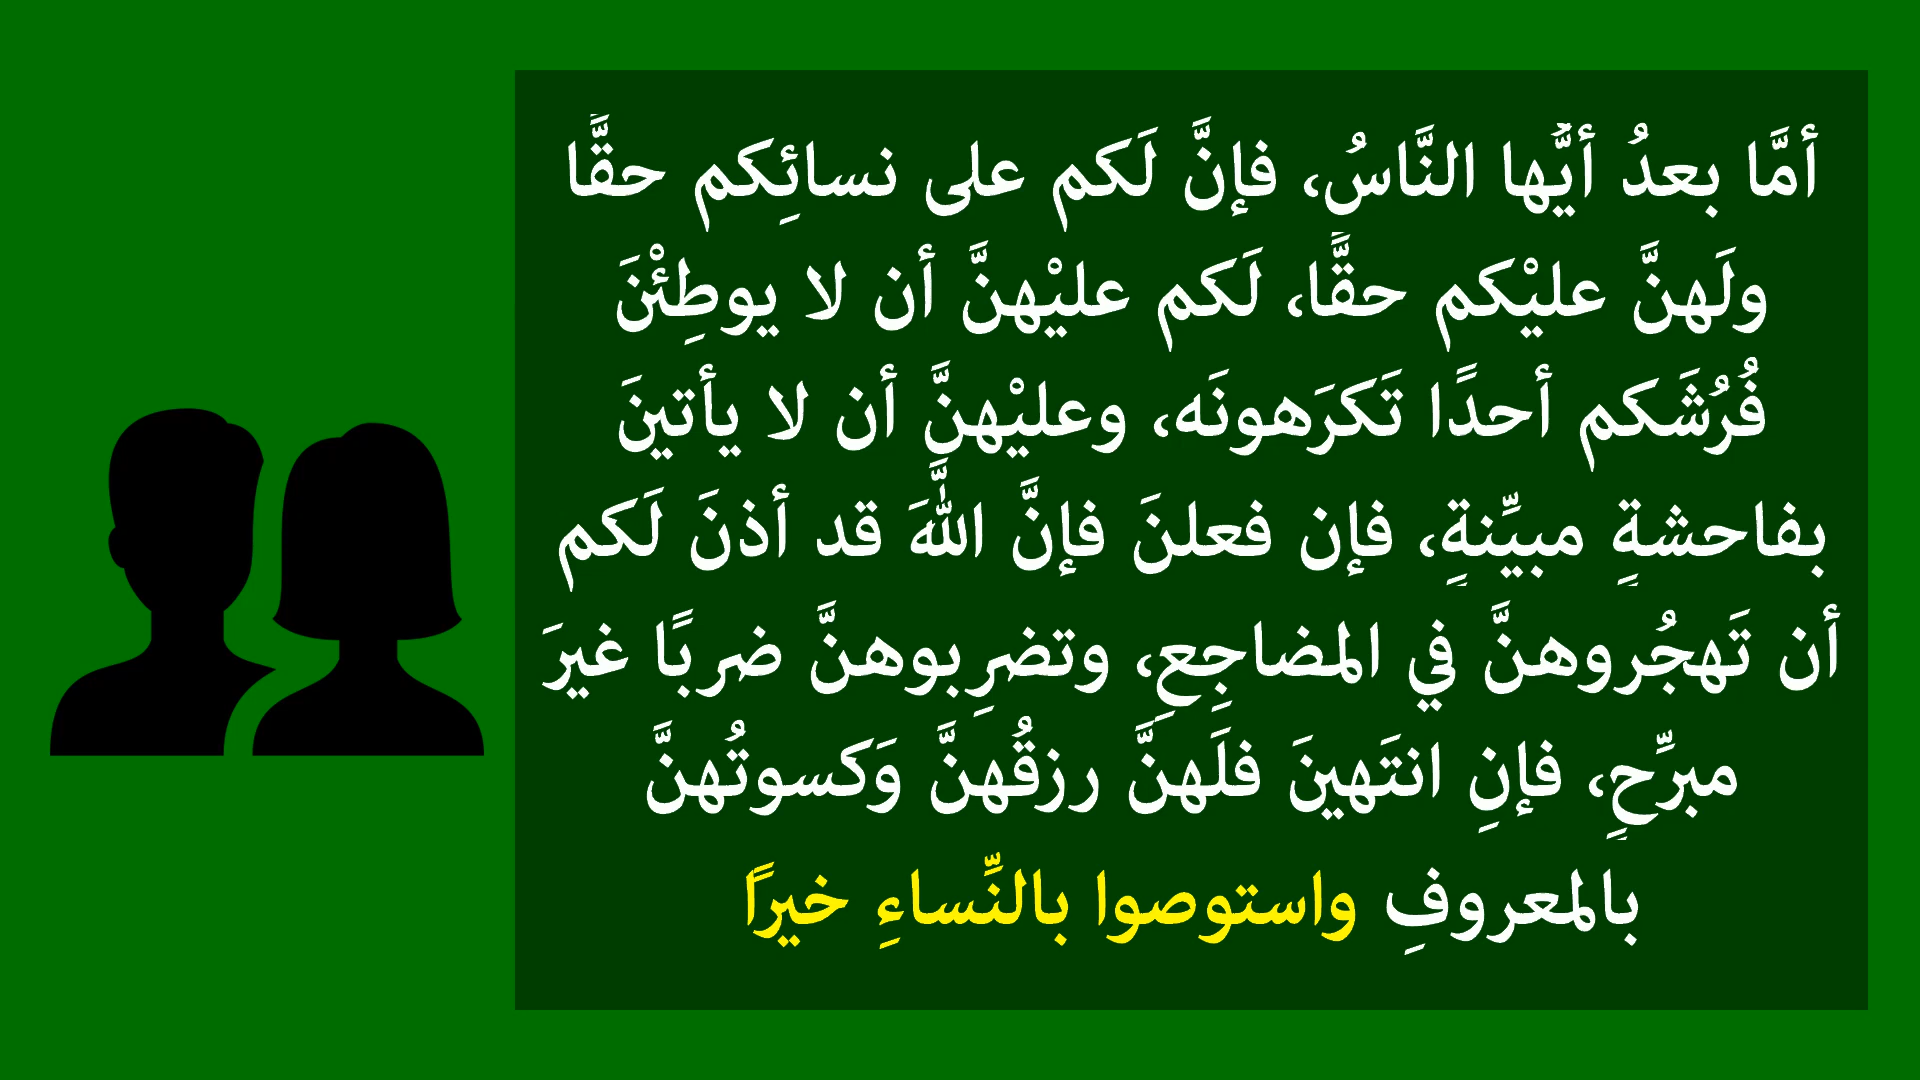 أمَّا بعدُ أيُّها النَّاسُ، فإنَّ لَكم على نسائِكم حقًّا
ولَهنَّ عليْكم حقًّا، لَكم عليْهنَّ أن لا يوطِئْنَ
فُرُشَكم أحدًا تَكرَهونَه، وعليْهنَّ أن لا يأتينَ
بفاحشةٍ مبيِّنةٍ، فإن فعلنَ فإنَّ اللَّهَ قد أذنَ لَكم
أن تَهجُروهنَّ في المضاجِعِ، وتضرِبوهنَّ ضربًا غيرَ
مبرِّحٍ، فإنِ انتَهينَ فلَهنَّ رزقُهنَّ وَكسوتُهنَّ
بالمعروفِ واستوصوا بالنِّساءِ خيرًا